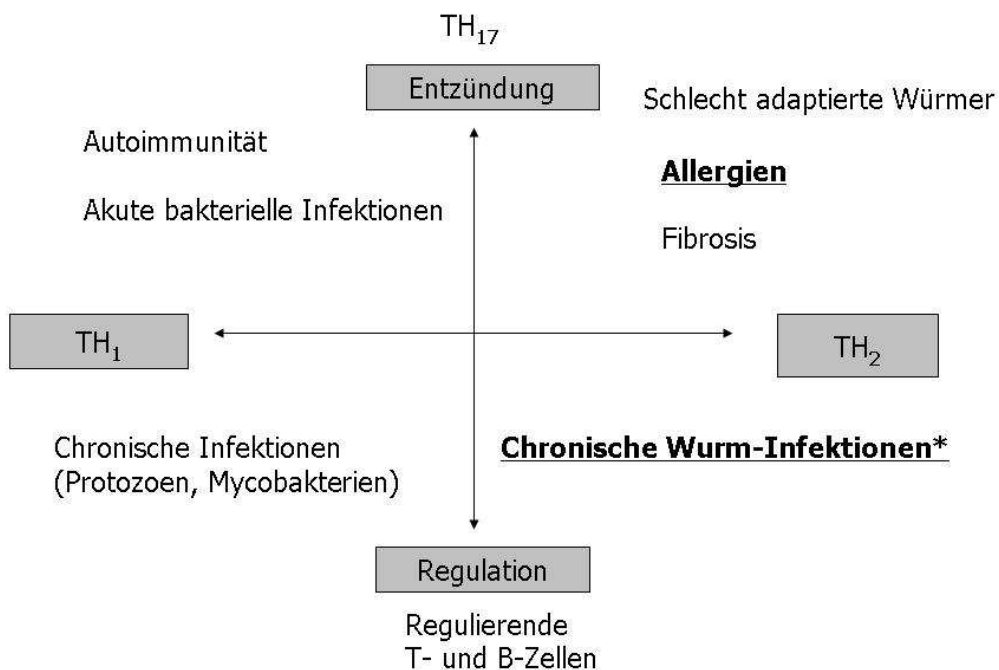 TH17
Entzündung
Schlecht adaptierte Würmer
Autoimmunität
Allergien
Akute bakterielle Infektionen
Fibrosis
TH1
TH2
Chronische Infektionen
(Protozoen, Mycobakterien)
Chronische Wurm-Infektionen*
Regulation
Regulierende
T- und B-Zellen